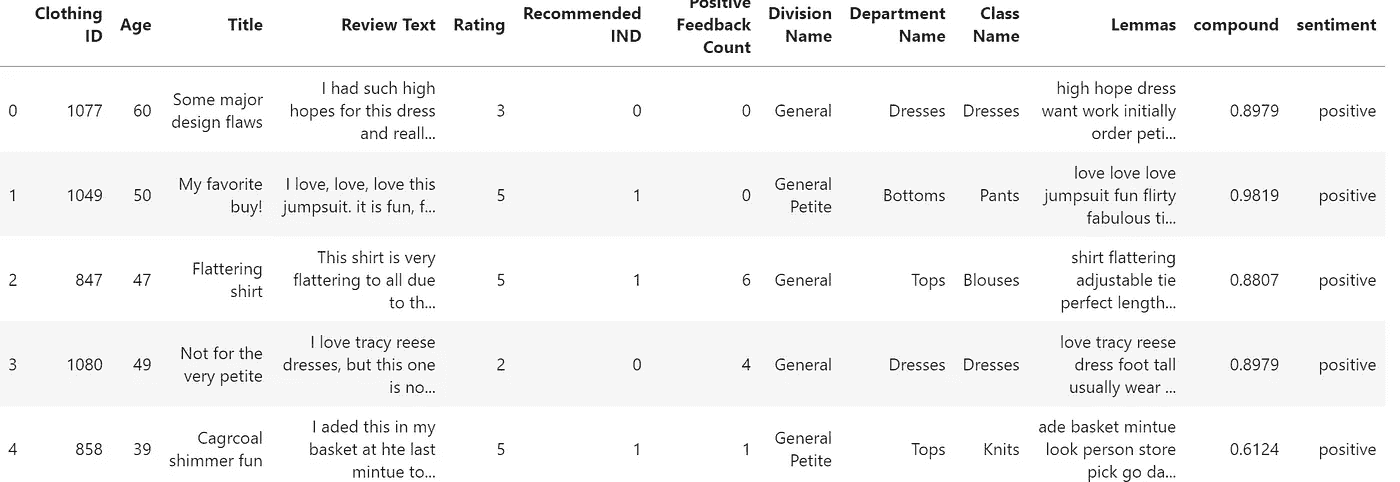 Clothing ID Age Title Review Text Rating Recommended IND Positive Feedback Count Division Name Department Name Class Name Lemmas compound sentiment
0 1077 60 Some major design flaws I had such high hopes for this dress and reall... 3 0 0 General Dresses Dresses high hope dress want work initially order peti... 0.8979 positive
1 1049 50 My favorite buy! I love, love, love this jumpsuit. it is fun, f... 5 1 0 General Petite Bottoms Pants love love love jumpsuit fun flirty fabulous ti... 0.9819 positive
2 847 47 Flattering shirt This shirt is very flattering to all due to th... 5 1 6 General Tops Blouses shirt flattering adjustable tie perfect length... 0.8807 positive
3 1080 49 Not for the very petite I love tracy reese dresses, but this one is no... 2 0 4 General Dresses Dresses love tracy reese dress foot tall usually wear ... 0.8979 positive
4 858 39 Cagrcoal shimmer fun I aded this in my basket at hte last mintue to... 5 1 1 General Petite Tops Knits ade basket mintue look person store pick go da... 0.6124 positive